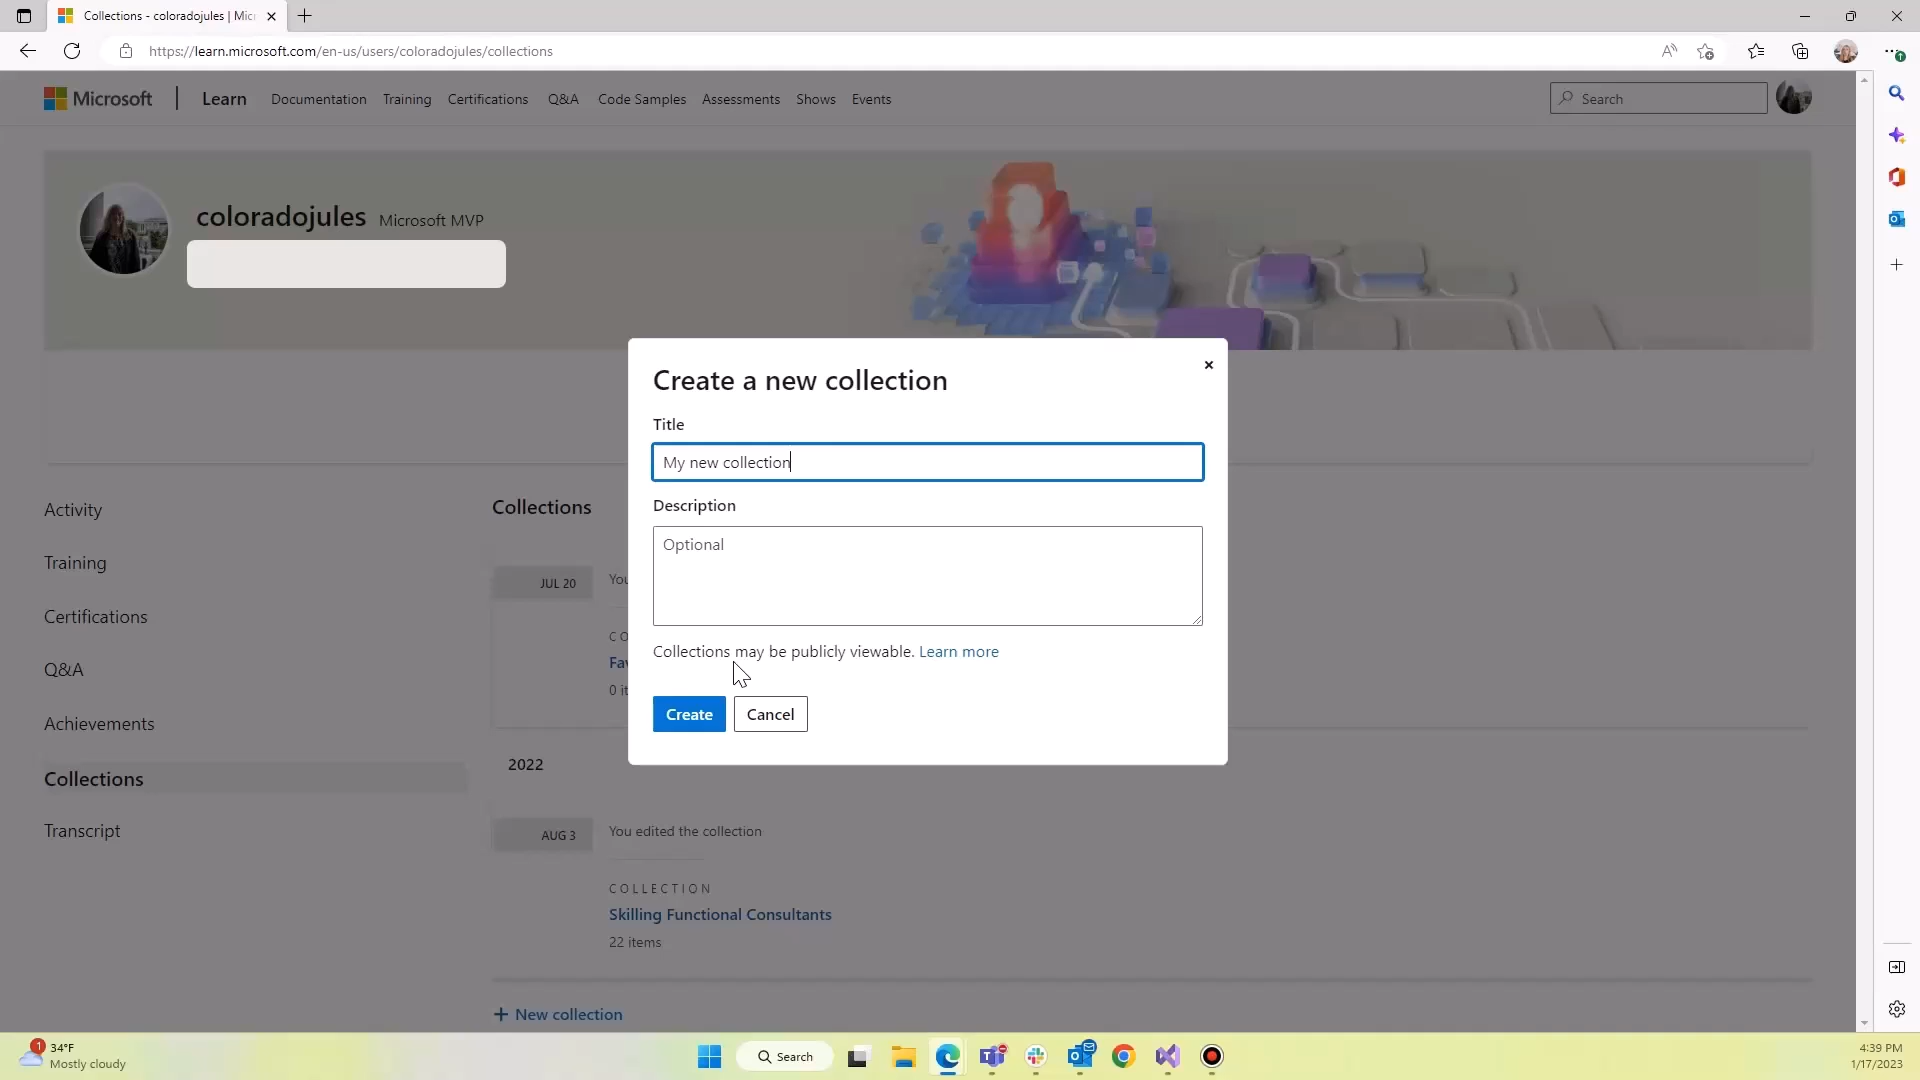 Collections - coloradojules | Mic
https://learn.microsoft.com/en-us/users/coloradojules/collections
Microsoft | Learn Documentation Training Certifications Q&A Code Samples Assessments Shows Events Search
coloradojules Microsoft MVP
Create a new collection
Title
My new collection
Description
Optional
Collections may be publicly viewable. Learn more
Create Cancel
Activity
Training
Certifications
Q&A
Achievements
Collections
Transcript
Collections
JUL 20 You
CO
Fav
0 it
2022
AUG 3 You edited the collection
COLLECTION
Skilling Functional Consultants
22 items
+ New collection
1 34°F
Mostly cloudy
Search
4:39 PM
1/17/2023